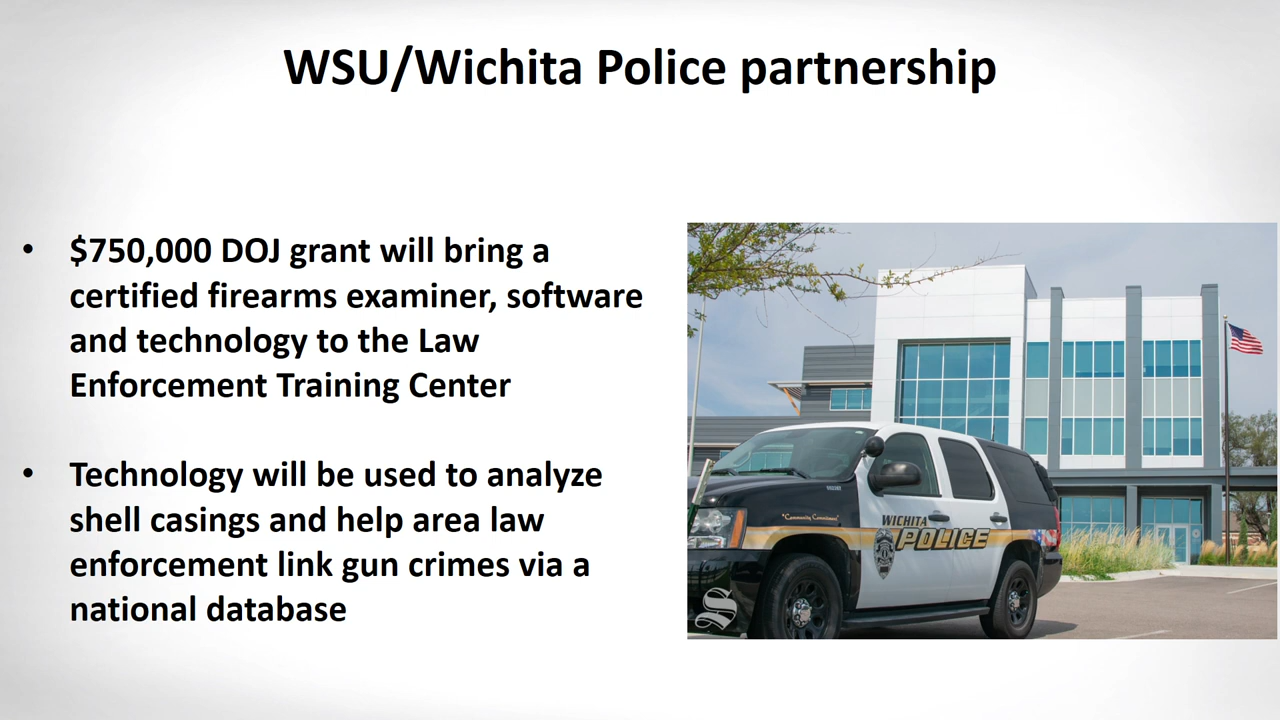 WSU/Wichita Police partnership
• $750,000 DOJ grant will bring a
certified firearms examiner, software
and technology to the Law
Enforcement Training Center
• Technology will be used to analyze
shell casings and help area law
enforcement link gun crimes via a
national database
"Community Commitment"
WICHITA
POLICE
S